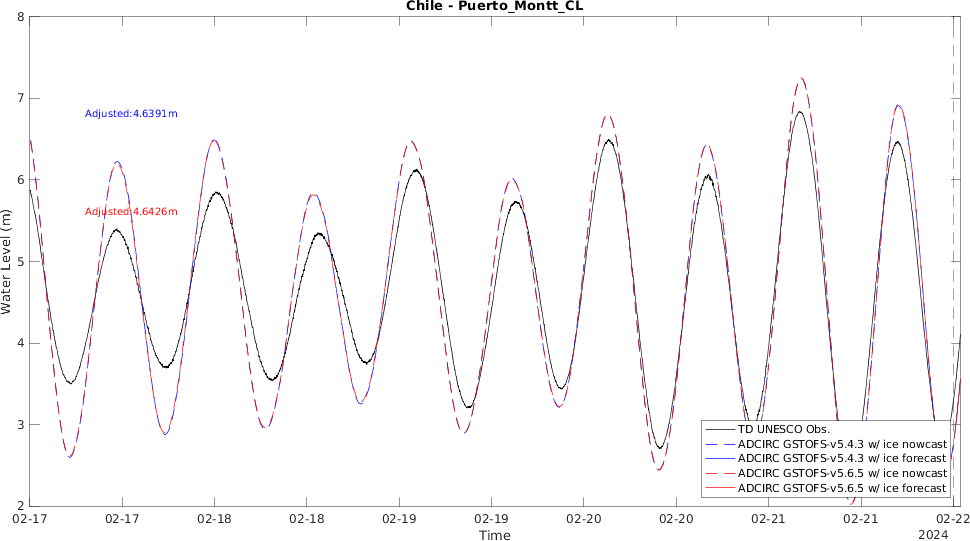 Chile - Puerto_Montt_CL
8
7
6
5
4
3
2
Water Level (m)
Adjusted:4.6391m
Adjusted:4.6426m
TD UNESCO Obs.
ADCIRC GSTOFS-v5.4.3 w/ ice nowcast
ADCIRC GSTOFS-v5.4.3 w/ ice forecast
ADCIRC GSTOFS-v5.6.5 w/ ice nowcast
ADCIRC GSTOFS-v5.6.5 w/ ice forecast
02-17 02-17 02-18 02-18 02-19 02-19 02-20 02-20 02-21 02-21 02-22
Time
2024